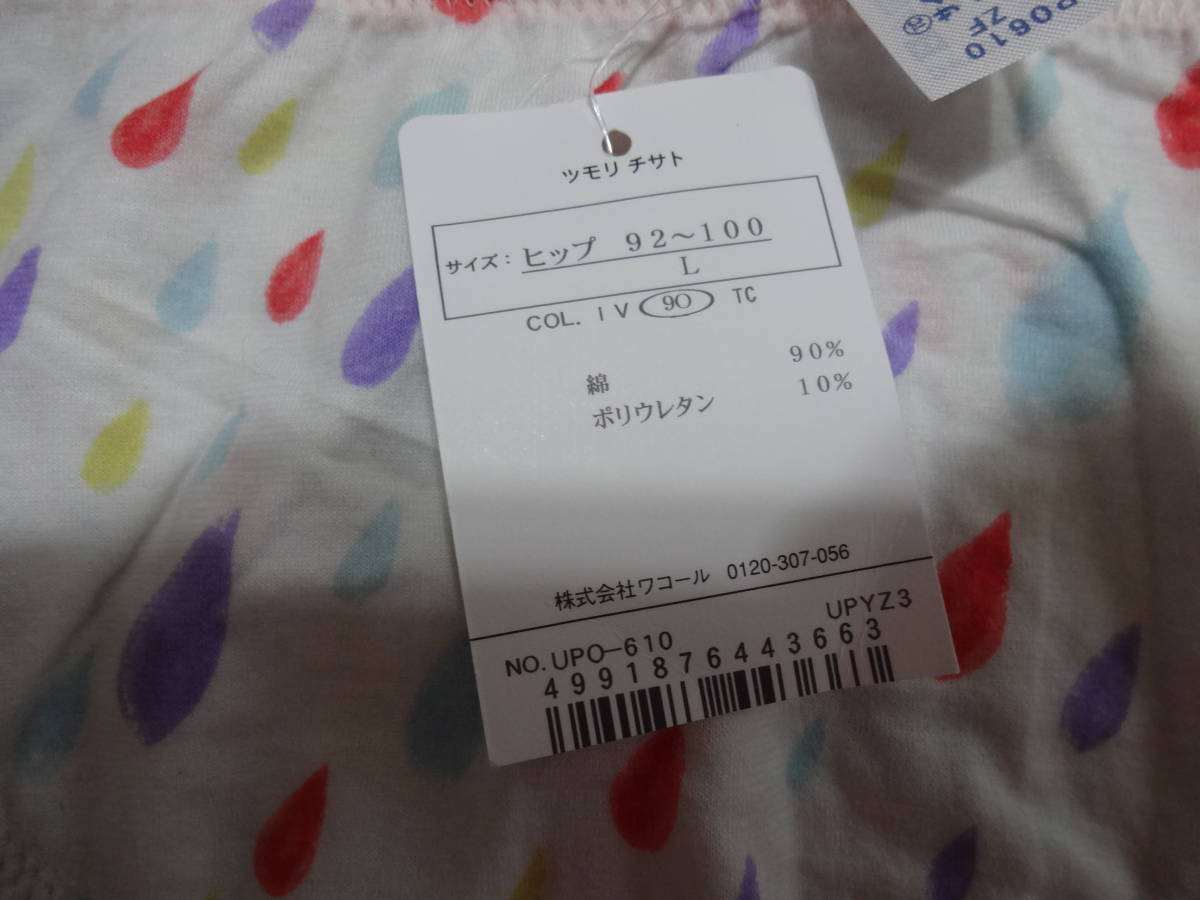 ツモリ チサト
サイズ: ヒップ 92～100
L
COL. IV 90 TC
綿 90%
ポリウレタン 10%
株式会社ワコール 0120-307-056
NO. UPO-610 UPYZ3
4991876443663
P0610
ZF